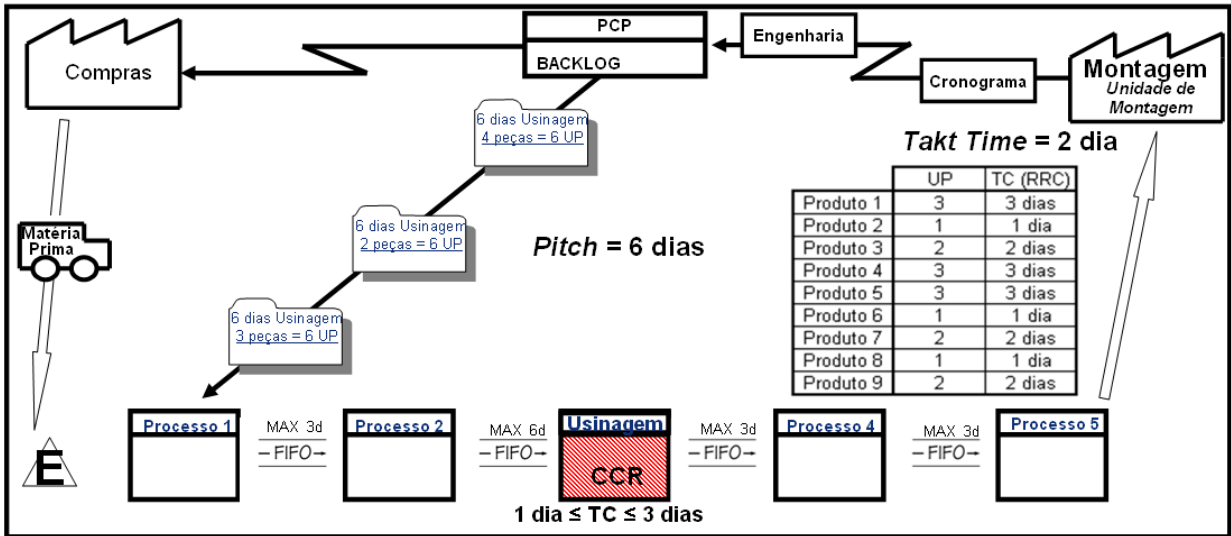 PCP
BACKLOG
Engenharia
Cronograma
Compras
Montagem
Unidade de
Montagem
6 dias Usinagem
4 peças = 6 UP
Takt Time = 2 dia
UP TC (RRC)
Produto 1 3 3 dias
Produto 2 1 1 dia
Produto 3 2 2 dias
Produto 4 3 3 dias
Produto 5 3 3 dias
Produto 6 1 1 dia
Produto 7 2 2 dias
Produto 8 1 1 dia
Produto 9 2 2 dias
Matéria
Prima
6 dias Usinagem
2 peças = 6 UP
Pitch = 6 dias
6 dias Usinagem
3 peças = 6 UP
E
Processo 1
MAX 3d
FIFO
Processo 2
MAX 6d
FIFO
Usinagem
CCR
1 dia ≤ TC ≤ 3 dias
MAX 3d
FIFO
Processo 4
MAX 3d
FIFO
Processo 5